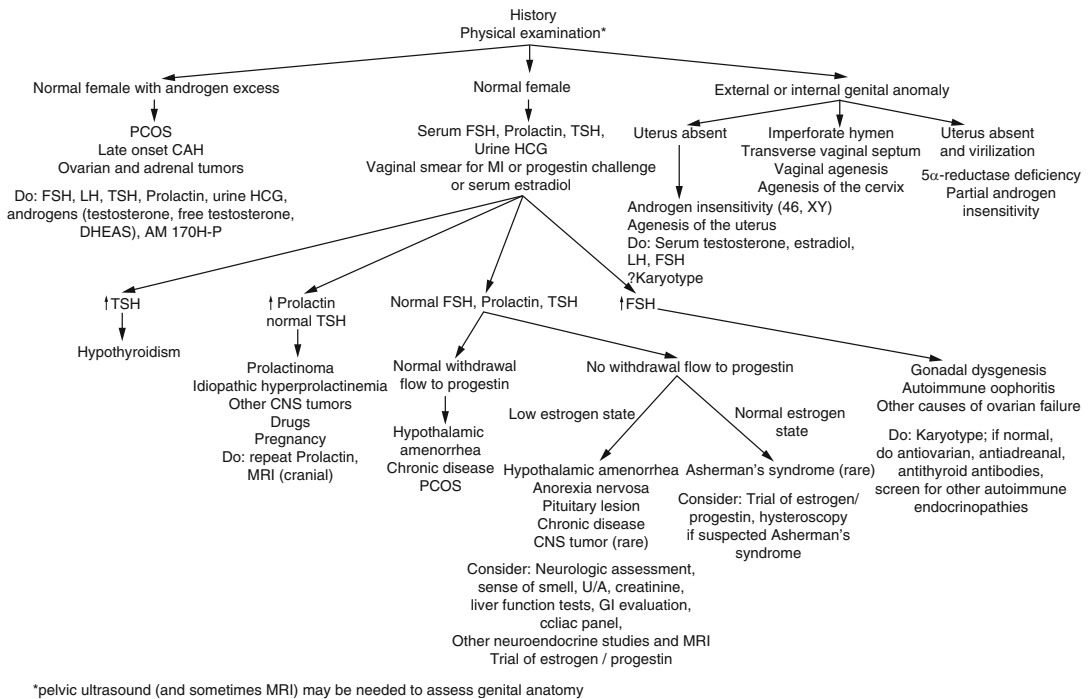 History
Physical examination*
Normal female with androgen excess
PCOS
Late onset CAH
Ovarian and adrenal tumors
Do: FSH, LH, TSH, Prolactin, urine HCG,
androgens (testosterone, free testosterone,
DHEAS), AM 170H-P
Normal female
Serum FSH, Prolactin, TSH,
Urine HCG
Vaginal smear for MI or progestin challenge
or serum estradiol
External or internal genital anomaly
Uterus absent
Androgen insensitivity (46, XY)
Agenesis of the uterus
Do: Serum testosterone, estradiol,
LH, FSH
?Karyotype
Imperforate hymen
Transverse vaginal septum
Vaginal agenesis
Agenesis of the cervix
Uterus absent
and virilization
5α-reductase deficiency
Partial androgen
insensitivity
↑TSH
Hypothyroidism
↑Prolactin
normal TSH
Prolactinoma
Idiopathic hyperprolactinemia
Other CNS tumors
Drugs
Pregnancy
Do: repeat Prolactin,
MRI (cranial)
Normal FSH, Prolactin, TSH
Normal withdrawal
flow to progestin
Hypothalamic
amenorrhea
Chronic disease
PCOS
No withdrawal flow to progestin
Low estrogen state
Hypothalamic amenorrhea
Anorexia nervosa
Pituitary lesion
Chronic disease
CNS tumor (rare)
Consider: Neurologic assessment,
sense of smell, U/A, creatinine,
liver function tests, GI evaluation,
ccliac panel,
Other neuroendocrine studies and MRI
Trial of estrogen / progestin
Normal estrogen
state
Asherman's syndrome (rare)
Consider: Trial of estrogen/
progestin, hysteroscopy
if suspected Asherman's
syndrome
↑FSH
Gonadal dysgenesis
Autoimmune oophoritis
Other causes of ovarian failure
Do: Karyotype; if normal,
do antiovarian, antiadreanal,
antithyroid antibodies,
screen for other autoimmune
endocrinopathies
*pelvic ultrasound (and sometimes MRI) may be needed to assess genital anatomy